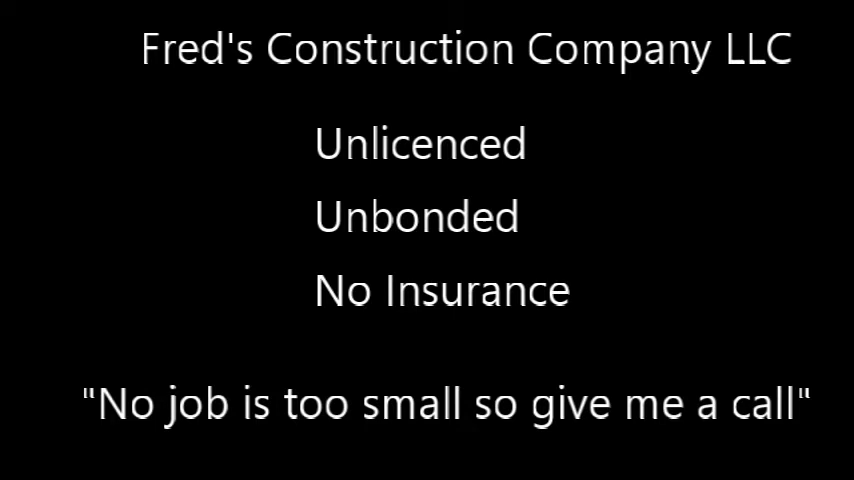 Fred's Construction Company LLC
Unlicenced
Unbonded
No Insurance
"No job is too small so give me a call"